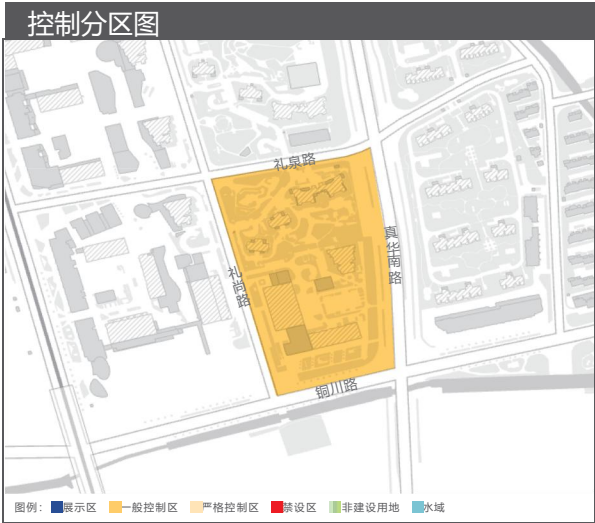 控制分区图
礼泉路
真华南路
礼尚路
铜川路
图例： 展示区 一般控制区 严格控制区 禁设区 非建设用地 水域